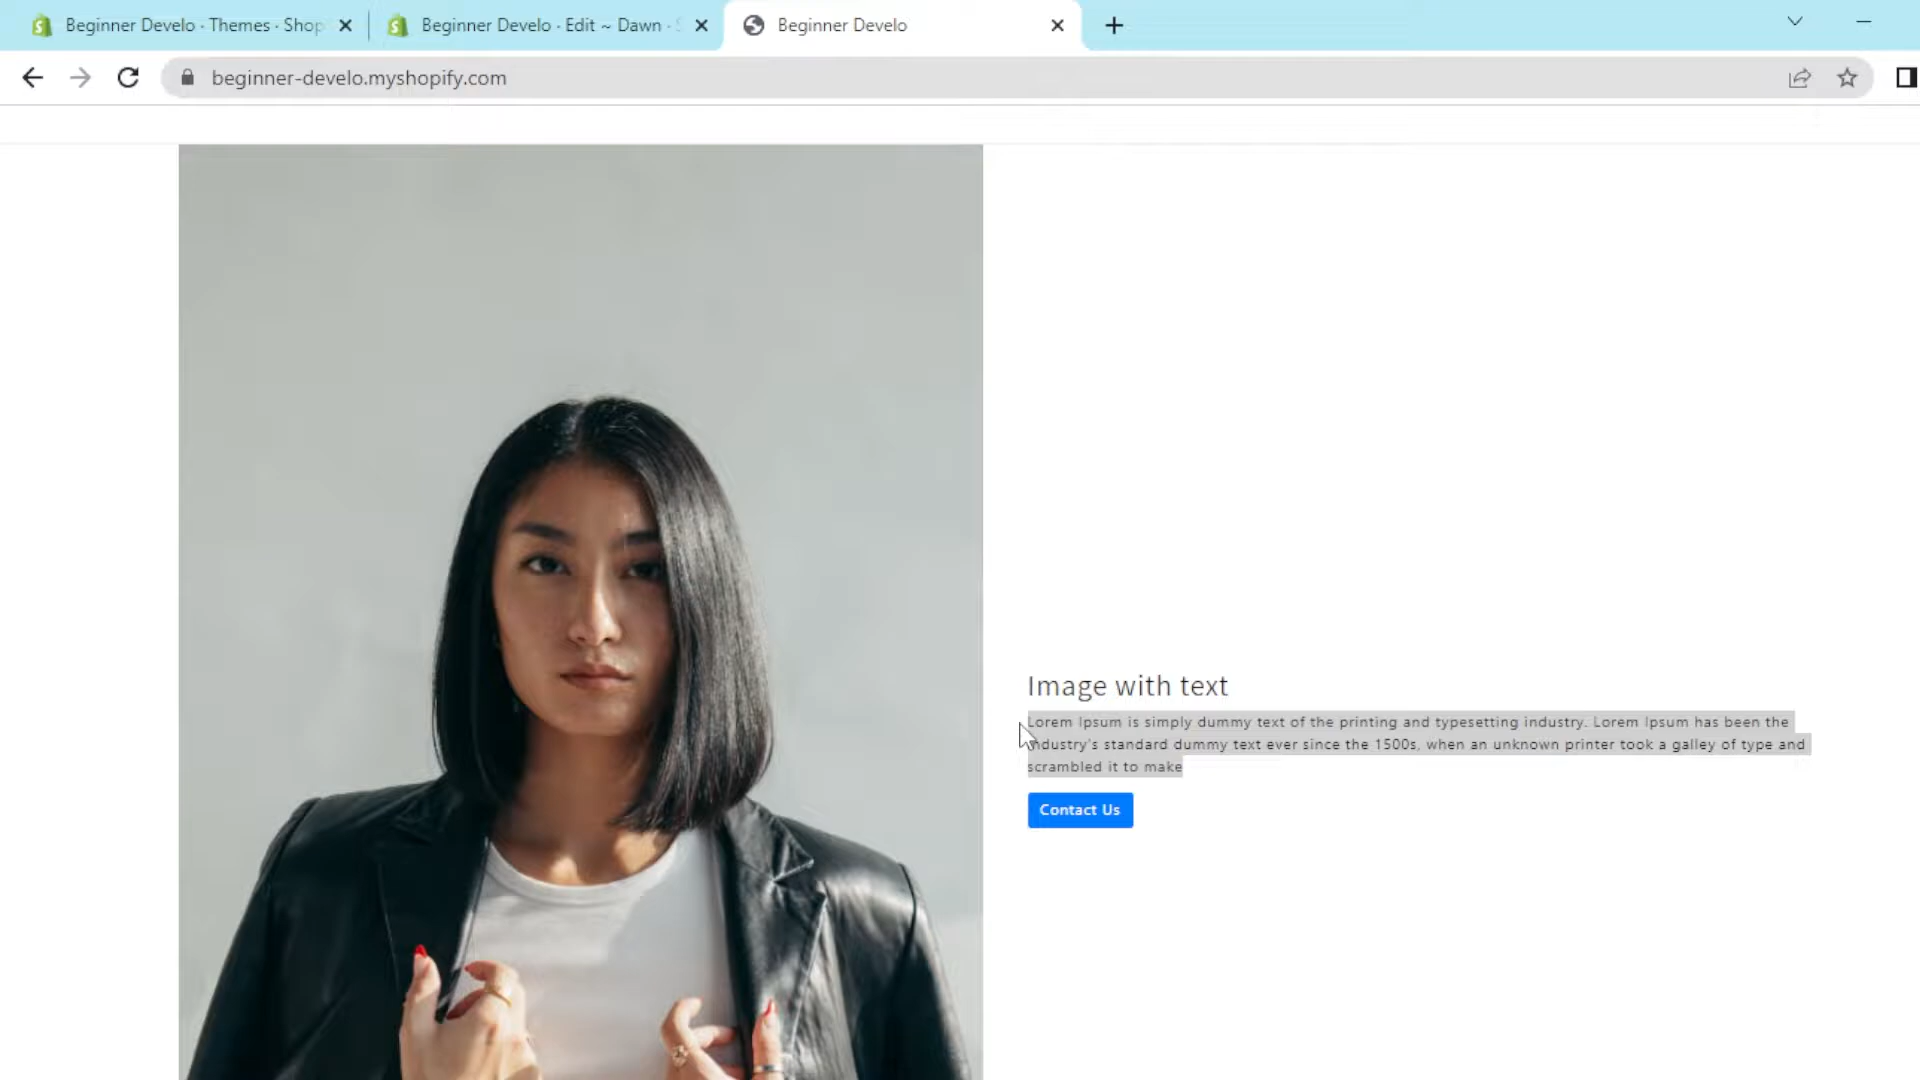 Beginner Develo · Themes · Shop
Beginner Develo · Edit ~ Dawn ·
Beginner Develo
beginner-develo.myshopify.com
Image with text
Lorem Ipsum is simply dummy text of the printing and typesetting industry. Lorem Ipsum has been the
industry's standard dummy text ever since the 1500s, when an unknown printer took a galley of type and
scrambled it to make
Contact Us